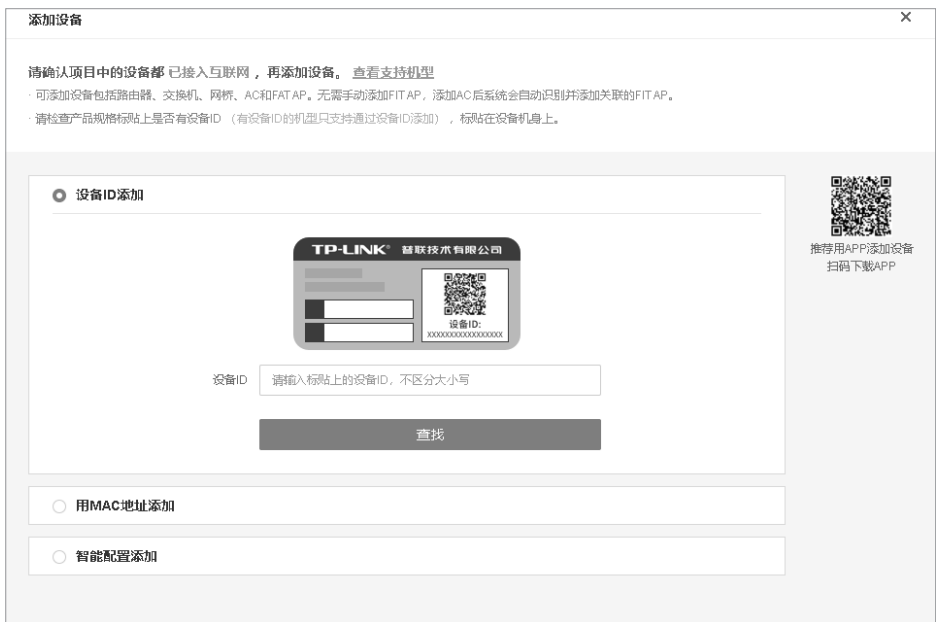 添加设备
请确认项目中的设备都 已接入互联网 ，再添加设备。 查看支持机型
· 可添加设备包括路由器、交换机、网桥、AC和FAT AP。无需手动添加FIT AP，添加AC后系统会自动识别并添加关联的FIT AP。
· 请检查产品规格标贴上是否有设备ID （有设备ID的机型只支持通过设备ID添加） ，标贴在设备机身上。
设备ID添加
TP-LINK® 普联技术有限公司
设备ID:
XXXXXXXXXXXXXXXXX
设备ID 请输入标贴上的设备ID，不区分大小写
查找
用MAC地址添加
智能配置添加
推荐用APP添加设备
扫码下载APP